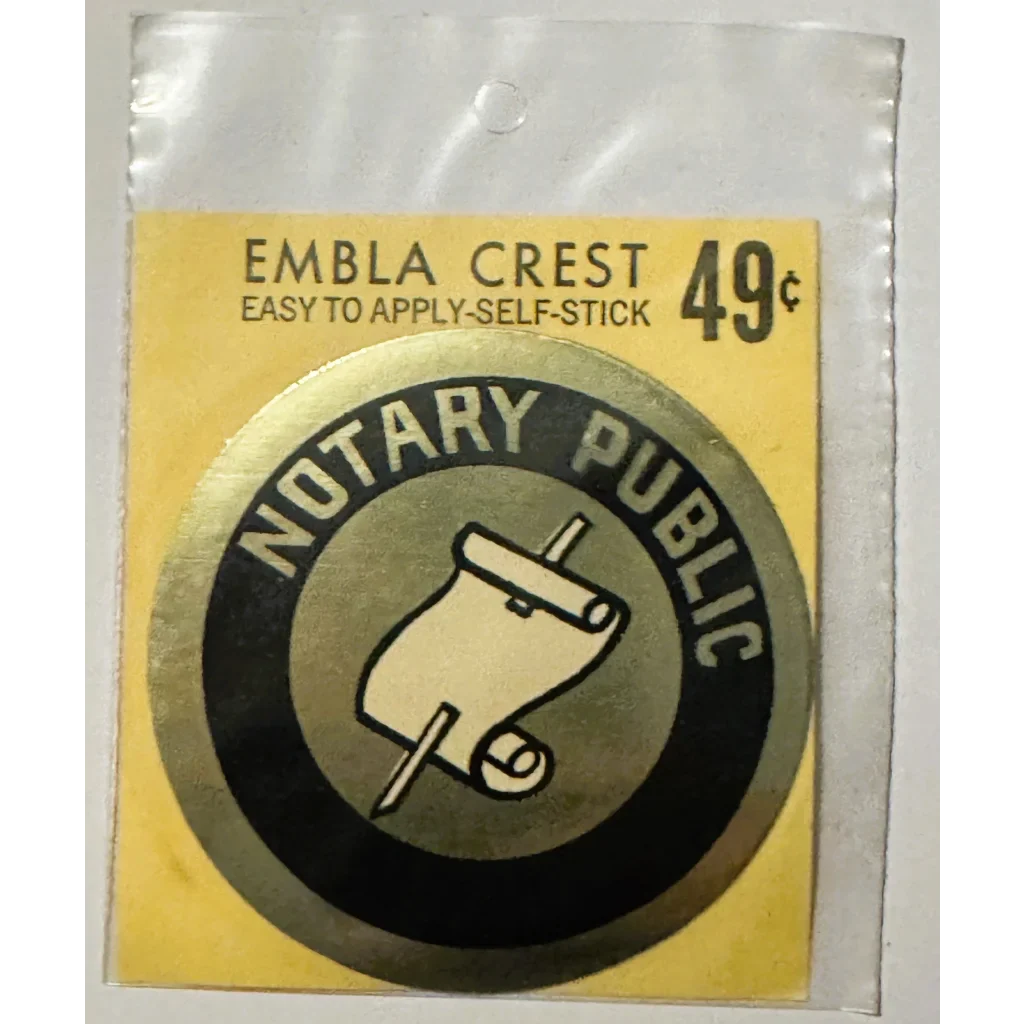 EMBLA CREST
EASY TO APPLY-SELF-STICK
49¢
NOTARY PUBLIC